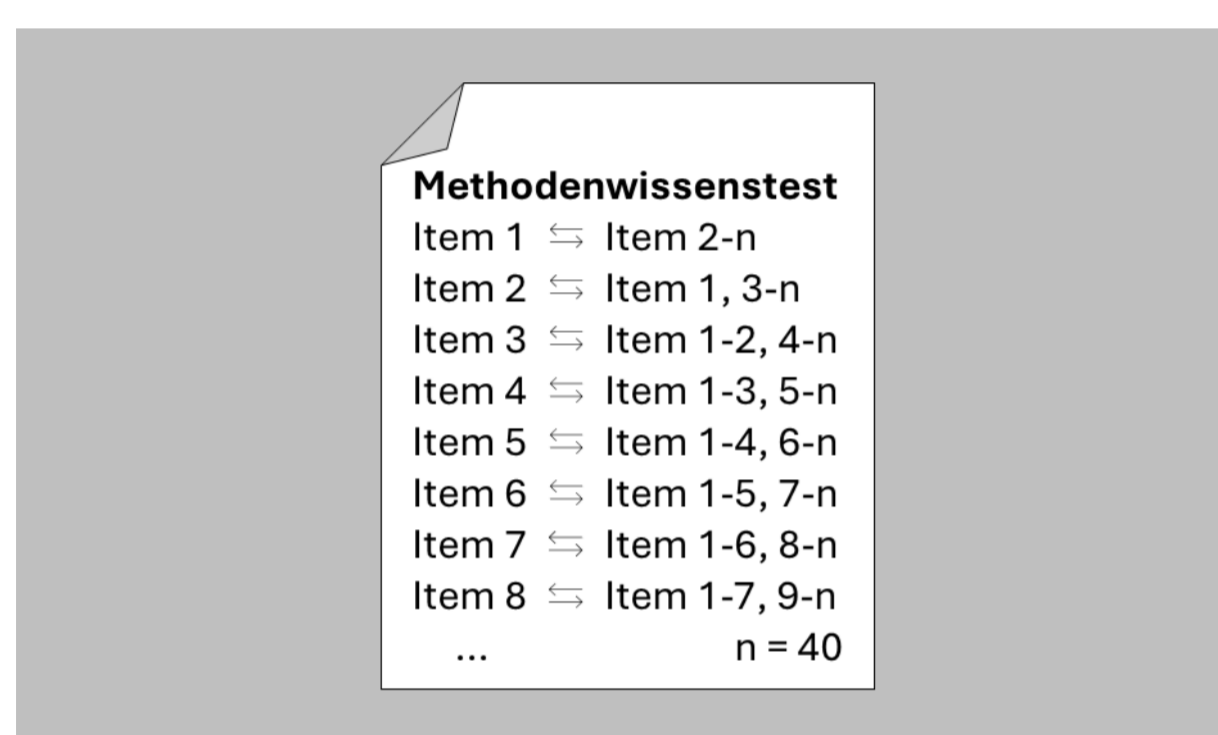 Methodenwissenstest
Item 1 ⇆ Item 2-n
Item 2 ⇆ Item 1, 3-n
Item 3 ⇆ Item 1-2, 4-n
Item 4 ⇆ Item 1-3, 5-n
Item 5 ⇆ Item 1-4, 6-n
Item 6 ⇆ Item 1-5, 7-n
Item 7 ⇆ Item 1-6, 8-n
Item 8 ⇆ Item 1-7, 9-n
... n = 40